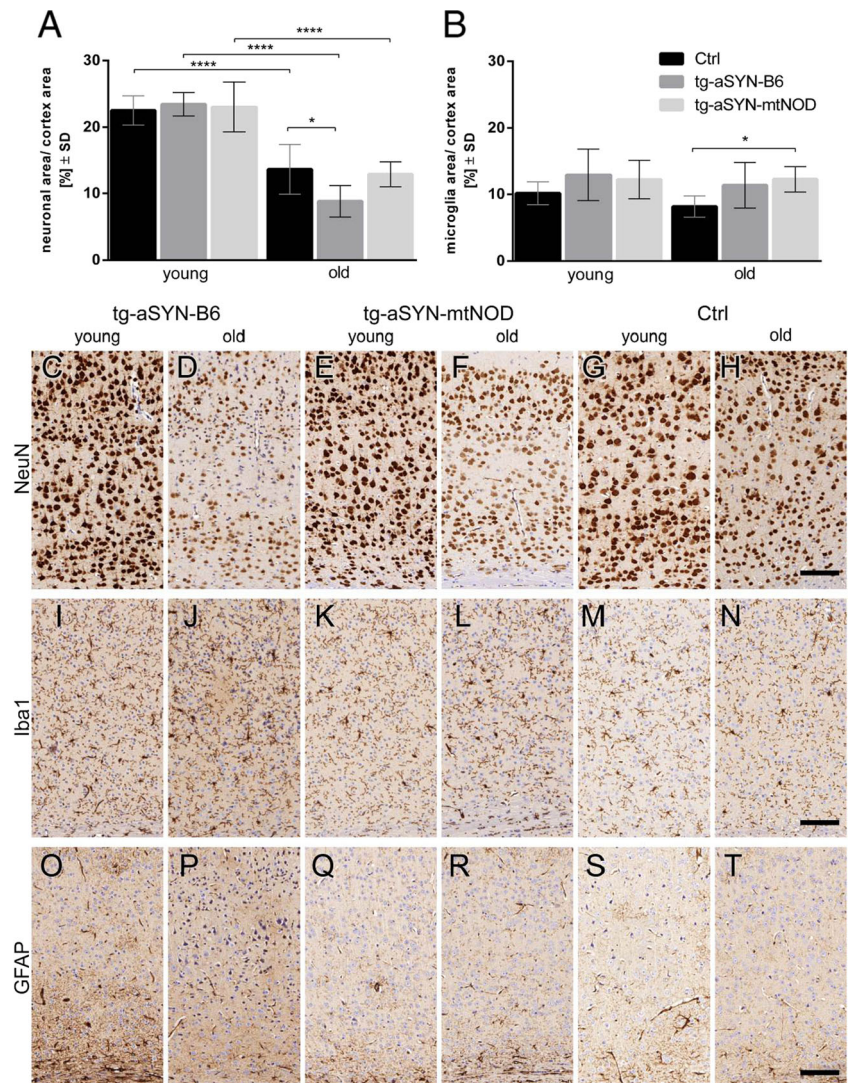 A
B
neuronal area/ cortex area
[%] ± SD
30
20
10
0
****
****
****
*
young
old
microglia area/ cortex area
[%] ± SD
30
20
10
0
Ctrl
tg-aSYN-B6
tg-aSYN-mtNOD
*
young
old
tg-aSYN-B6
tg-aSYN-mtNOD
Ctrl
young
old
young
old
young
old
NeuN
C
D
E
F
G
H
Iba1
I
J
K
L
M
N
GFAP
O
P
Q
R
S
T